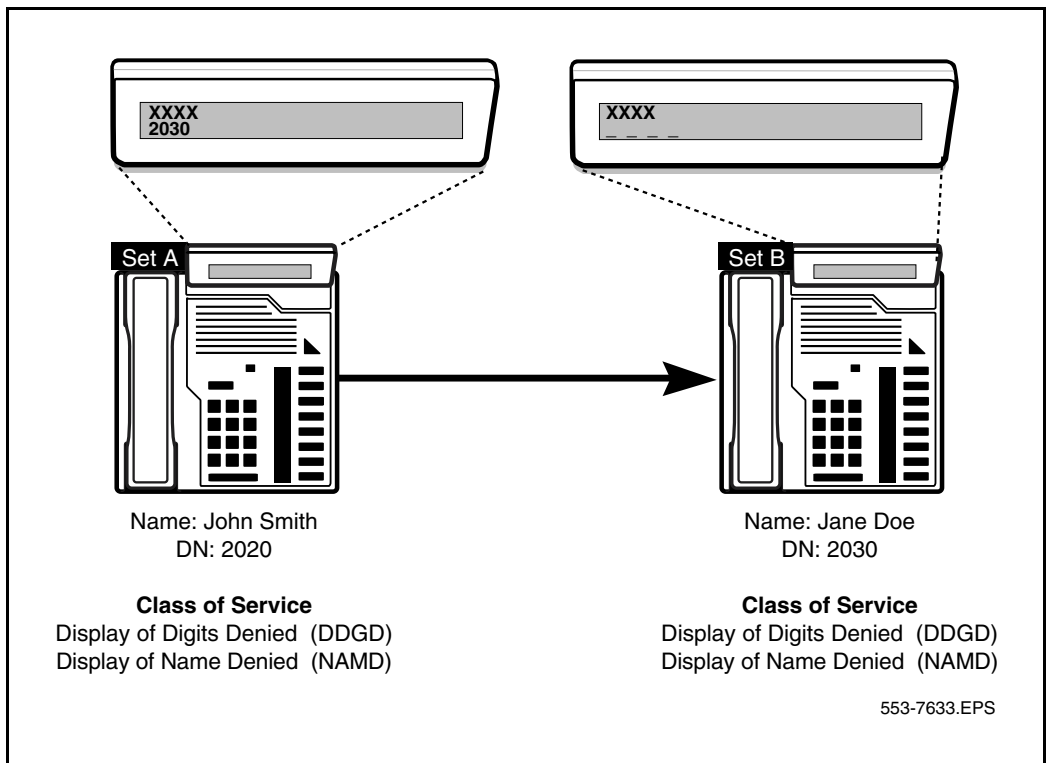 XXXX
2030
XXXX
_ _ _ _
Set A
Set B
Name: John Smith
DN: 2020
Name: Jane Doe
DN: 2030
Class of Service
Display of Digits Denied (DDGD)
Display of Name Denied (NAMD)
Class of Service
Display of Digits Denied (DDGD)
Display of Name Denied (NAMD)
553-7633.EPS